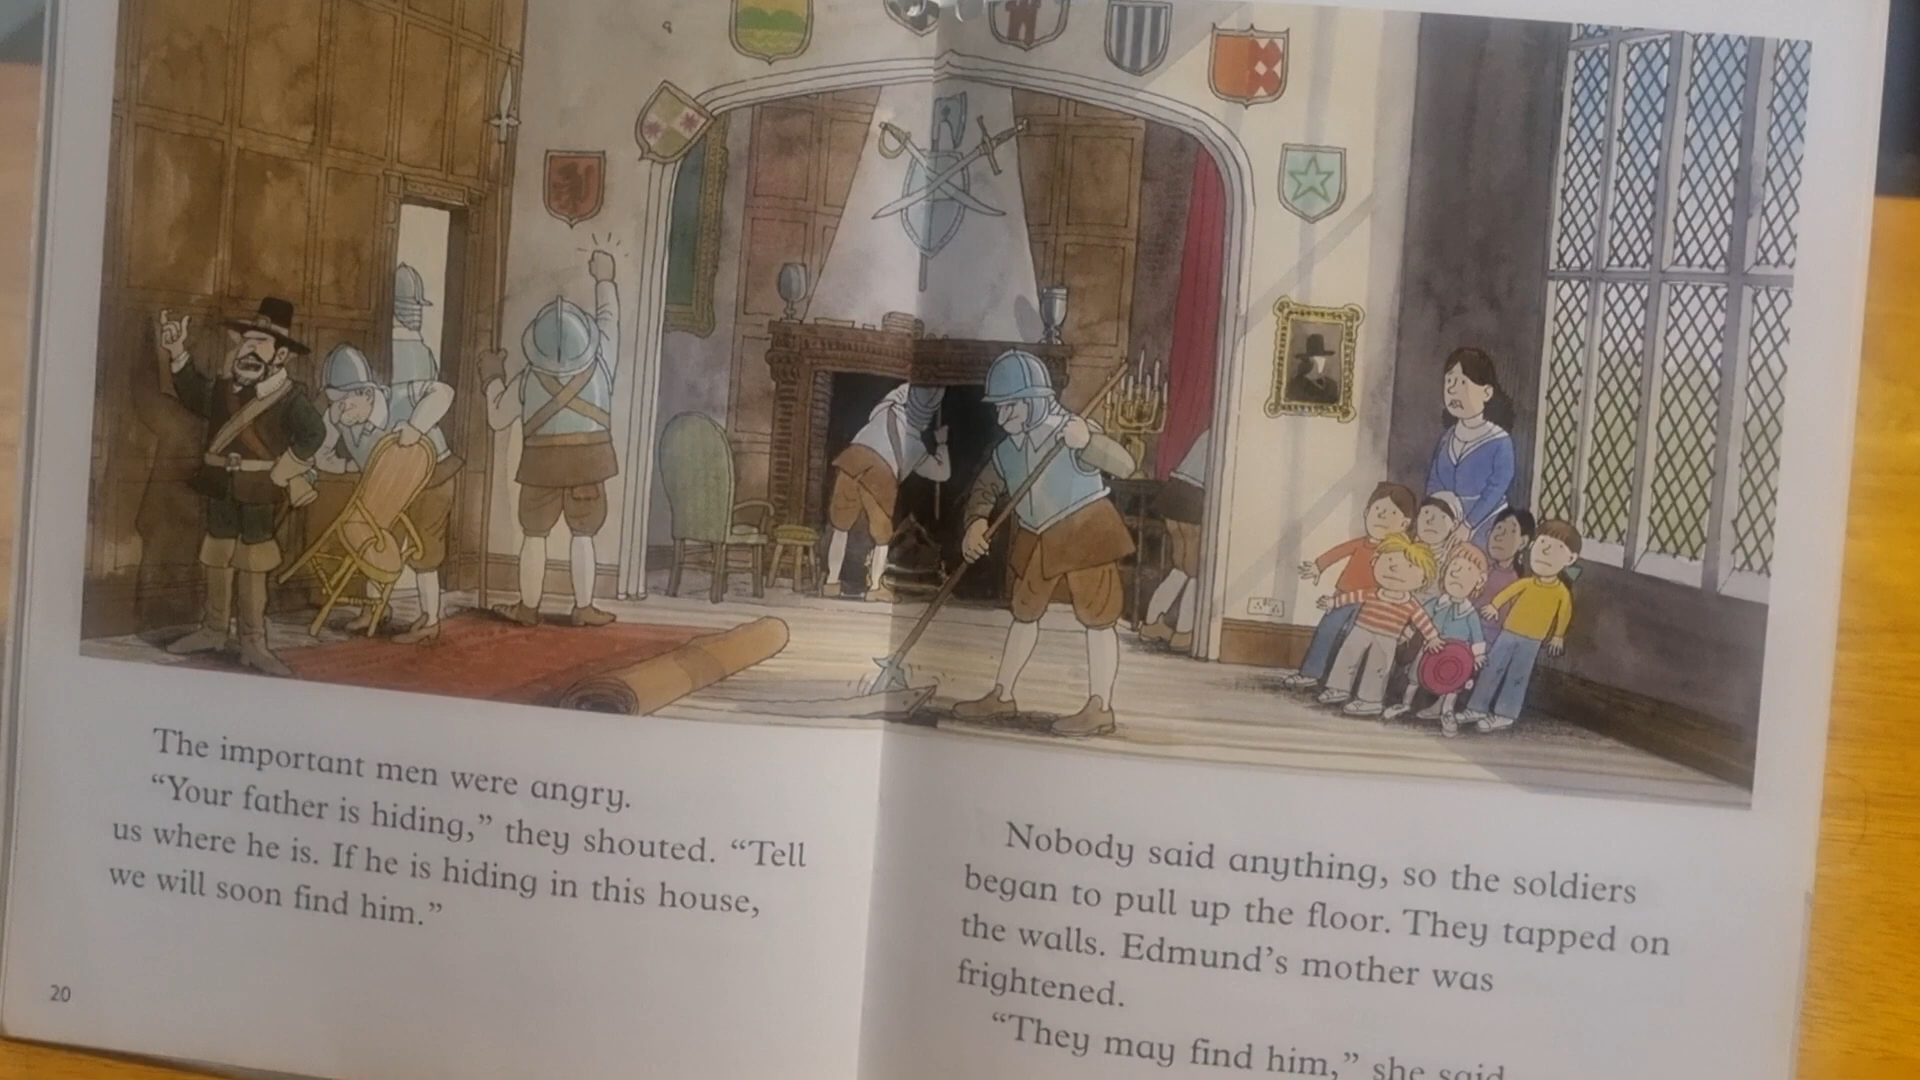 The important men were angry.
“Your father is hiding,” they shouted. “Tell
us where he is. If he is hiding in this house,
we will soon find him.”
20
Nobody said anything, so the soldiers
began to pull up the floor. They tapped on
the walls. Edmund’s mother was
frightened.
“They may find him,” she said